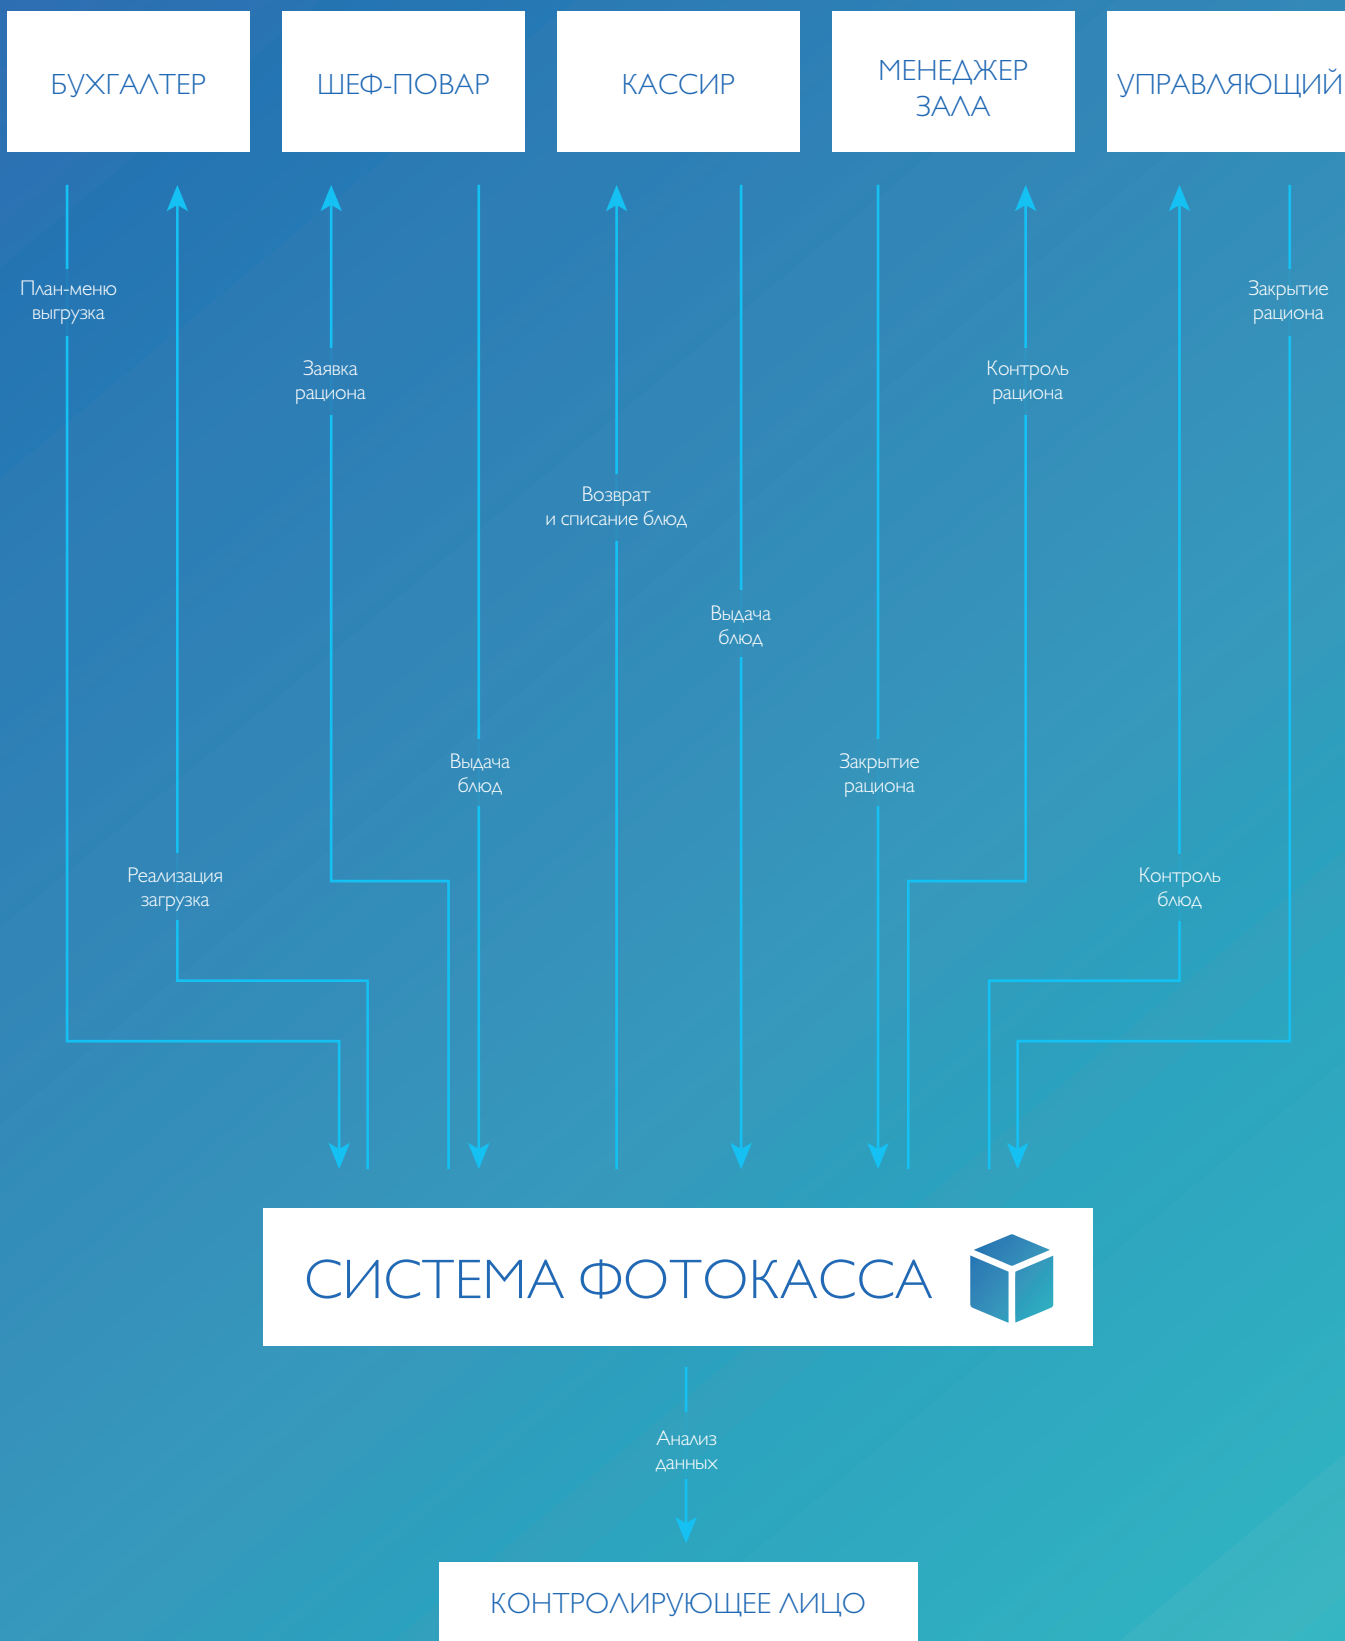 БУХГАЛТЕР
ШЕФ-ПОВАР
КАССИР
МЕНЕДЖЕР
ЗАЛА
УПРАВЛЯЮЩИЙ
План-меню
выгрузка
Закрытие
рациона
Заявка
рациона
Контроль
рациона
Возврат
и списание блюд
Выдача
блюд
Выдача
блюд
Закрытие
рациона
Реализация
загрузка
Контроль
блюд
СИСТЕМА ФОТОКАССА
Анализ
данных
КОНТРОЛИРУЮЩЕЕ ЛИЦО